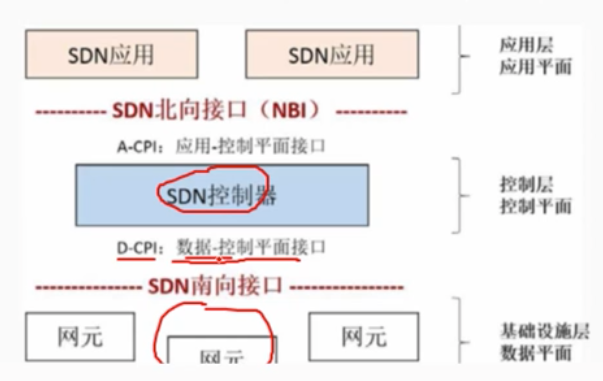 SDN应用 SDN应用 应用层
应用平面
SDN北向接口（NBI）
A-CPI：应用-控制平面接口
SDN控制器 控制层
控制平面
D-CPI：数据-控制平面接口
SDN南向接口
网元 网元 网元 基础设施层
数据平面